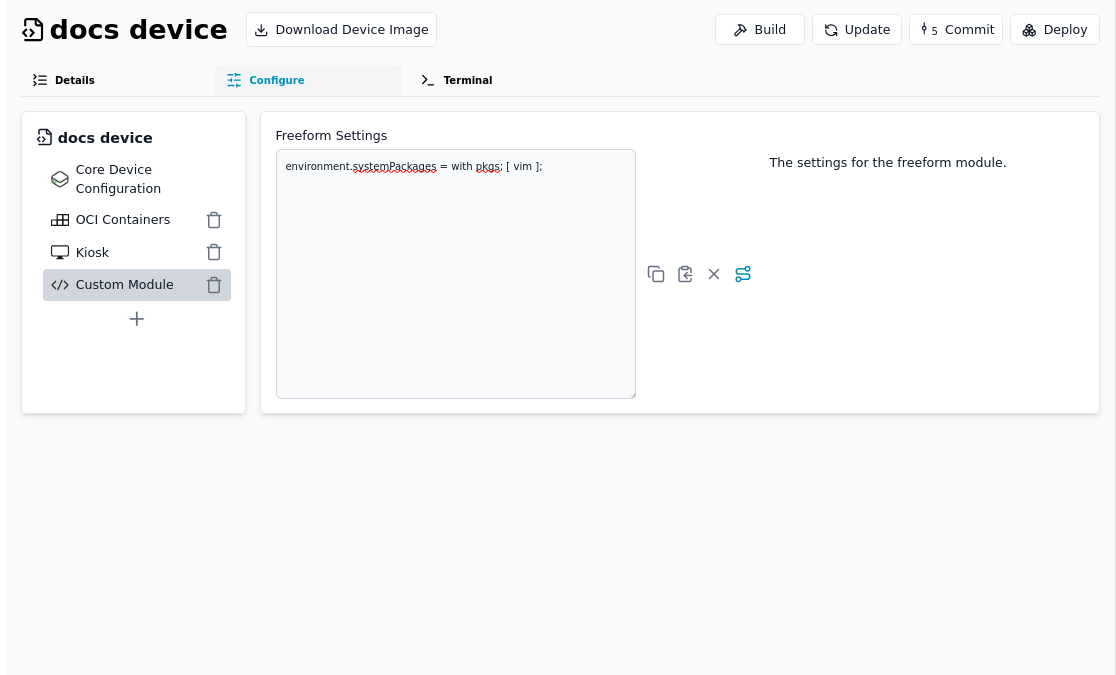 docs device
Download Device Image
Build
Update
5 Commit
Deploy
Details
Configure
Terminal
docs device
Core Device
Configuration
OCI Containers
Kiosk
Custom Module
Freeform Settings
environment.systemPackages = with pkgs; [ vim ];
The settings for the freeform module.